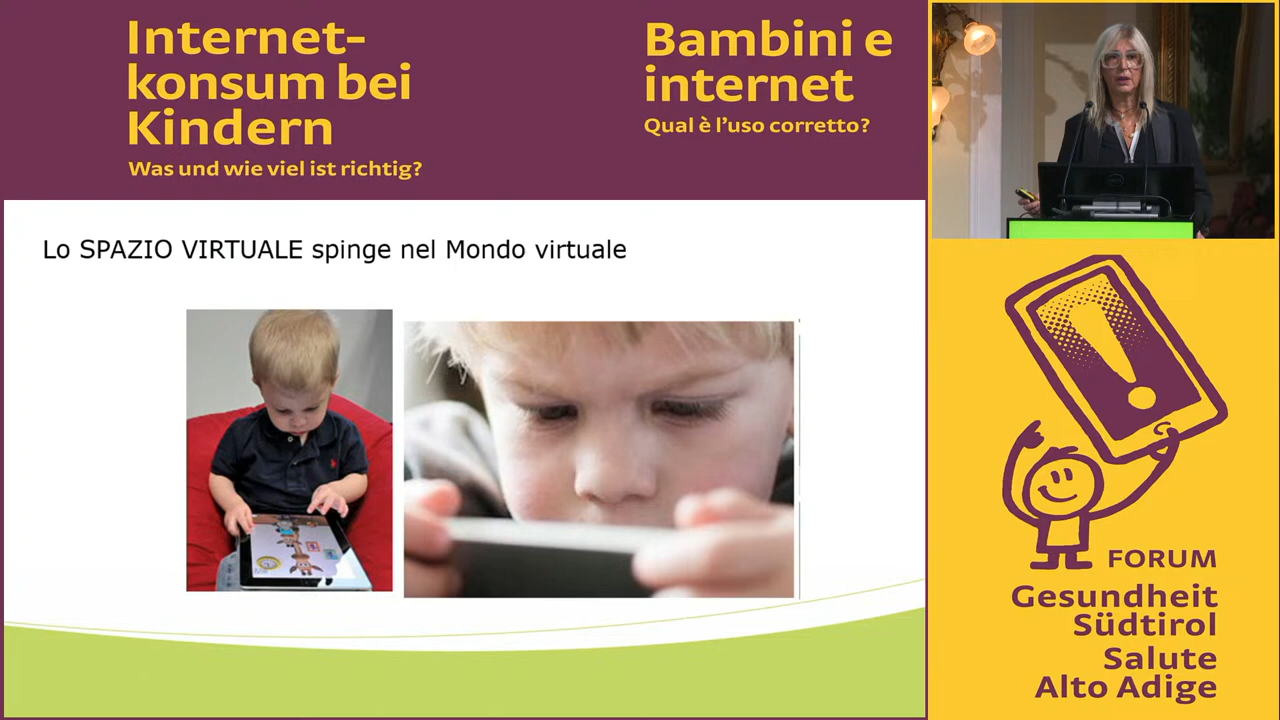 Internet-
konsum bei
Kindern
Was und wie viel ist richtig?
Bambini e
internet
Qual è l'uso corretto?
Lo SPAZIO VIRTUALE spinge nel Mondo virtuale
FORUM
Gesundheit
Südtirol
Salute
Alto Adige